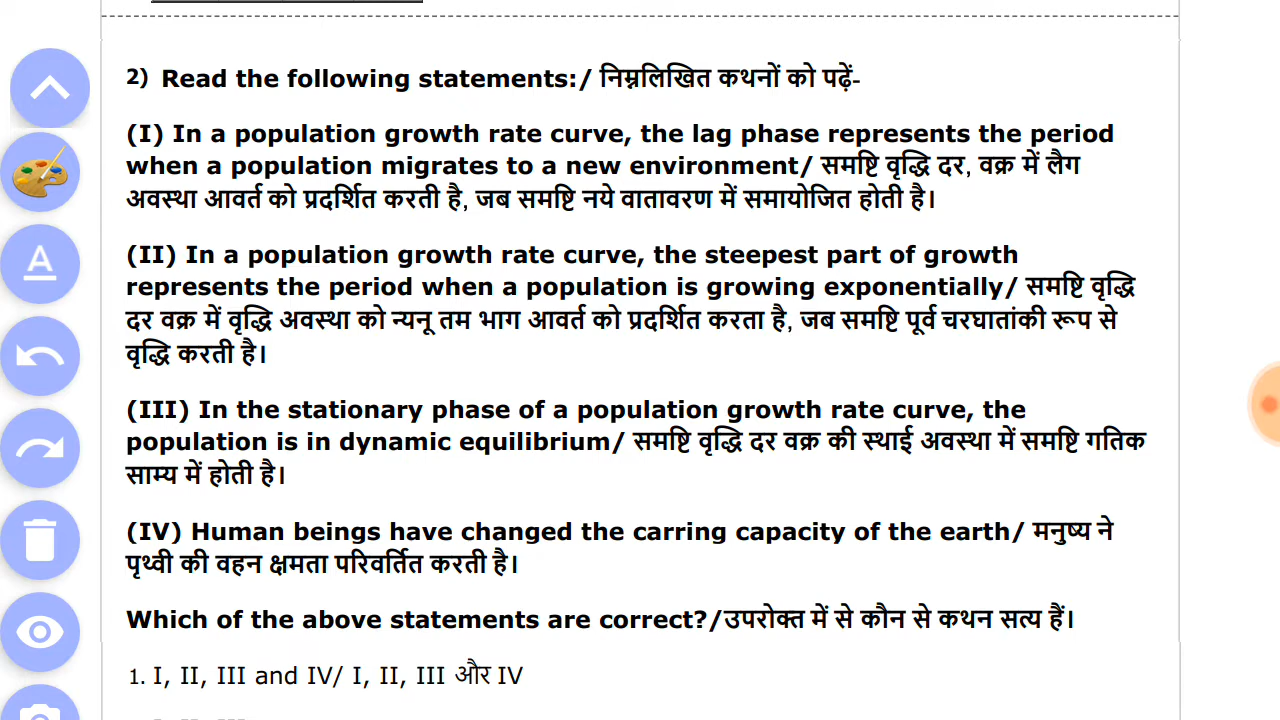 2) Read the following statements:/ निम्नलिखित कथनों को पढ़ें-
(I) In a population growth rate curve, the lag phase represents the period
when a population migrates to a new environment/ समष्टि वृद्धि दर, वक्र में लैग
अवस्था आवर्त को प्रदर्शित करती है, जब समष्टि नये वातावरण में समायोजित होती है।
(II) In a population growth rate curve, the steepest part of growth
represents the period when a population is growing exponentially/ समष्टि वृद्धि
दर वक्र में वृद्धि अवस्था को न्यनू तम भाग आवर्त को प्रदर्शित करता है, जब समष्टि पूर्व चरघातांकी रूप से
वृद्धि करती है।
(III) In the stationary phase of a population growth rate curve, the
population is in dynamic equilibrium/ समष्टि वृद्धि दर वक्र की स्थाई अवस्था में समष्टि गतिक
साम्य में होती है।
(IV) Human beings have changed the carring capacity of the earth/ मनुष्य ने
पृथ्वी की वहन क्षमता परिवर्तित करती है।
Which of the above statements are correct?/उपरोक्त में से कौन से कथन सत्य हैं।
1. I, II, III and IV/ I, II, III और IV